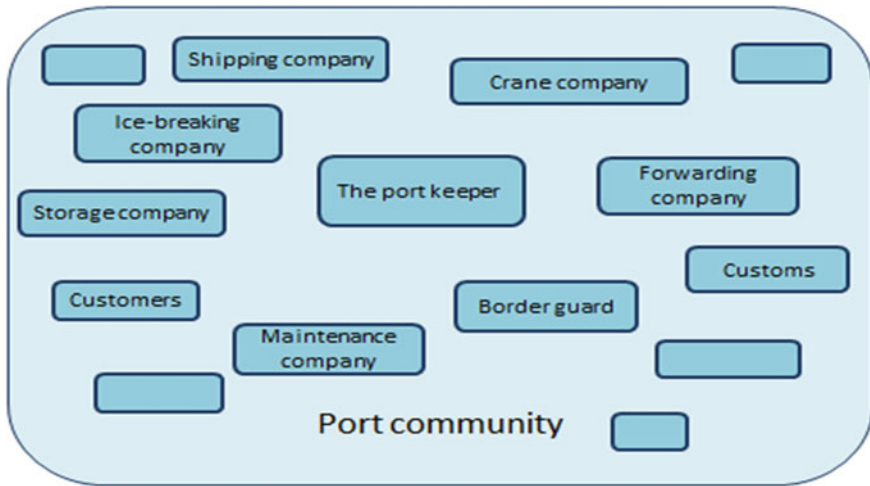 Shipping company
Crane company
Ice-breaking
company
The port keeper
Forwarding
company
Storage company
Customs
Customers
Border guard
Maintenance
company
Port community